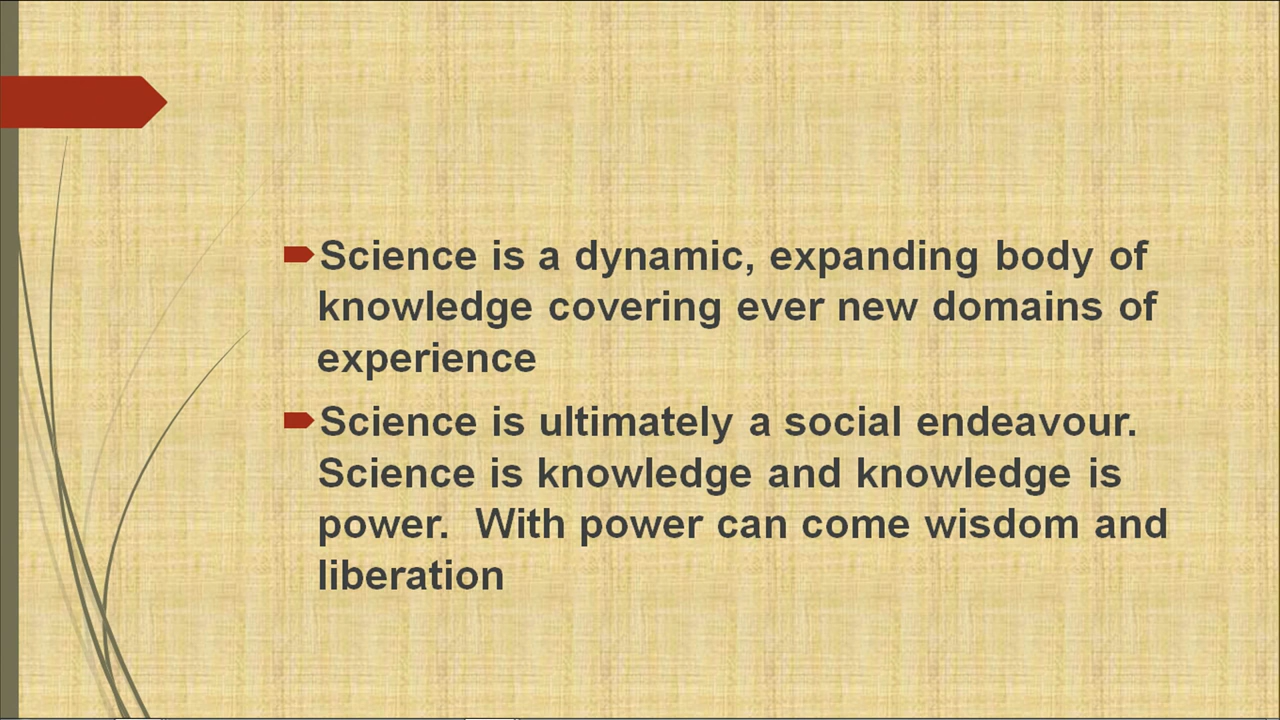 Science is a dynamic, expanding body of
knowledge covering ever new domains of
experience
Science is ultimately a social endeavour.
Science is knowledge and knowledge is
power.  With power can come wisdom and
liberation